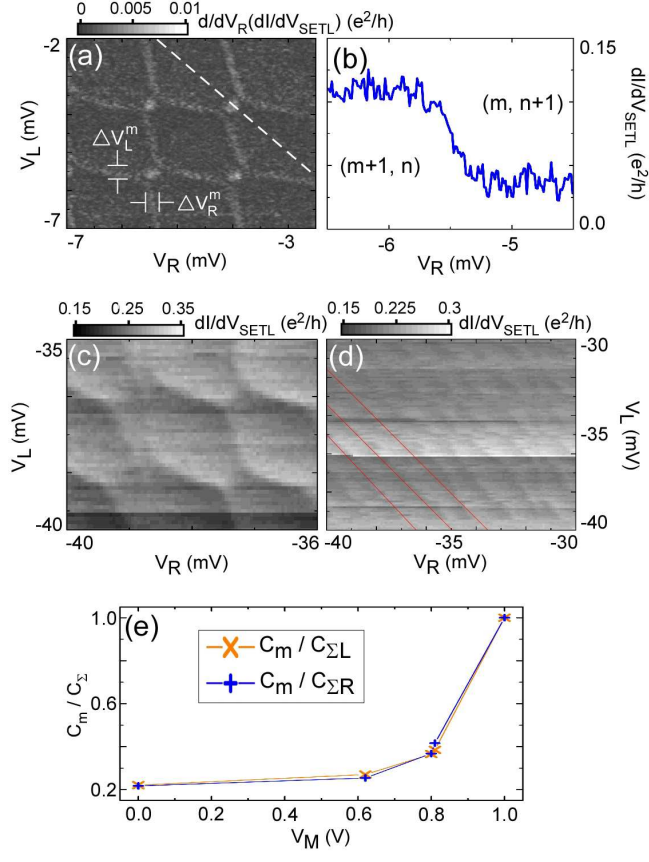 d/dV_R(dI/dV_SETL) (e²/h)
0 0.005 0.01
(a)
-2
V_L (mV)
-7
△V_L^m
△V_R^m
-7 -3
V_R (mV)
(b)
0.15
dI/dV_SETL (e²/h)
0.0
(m, n+1)
(m+1, n)
-6 -5
V_R (mV)
0.15 0.25 0.35
dI/dV_SETL (e²/h)
(c)
-35
V_L (mV)
-40
-40 -36
V_R (mV)
0.15 0.225 0.3
dI/dV_SETL (e²/h)
(d)
-30
-35
V_L (mV)
-40
-40 -35 -30
V_R (mV)
(e)
1.0
0.6
0.4
0.2
C_m / C_Σ
C_m / C_ΣL
C_m / C_ΣR
0.0 0.2 0.4 0.6 0.8 1.0
V_M (V)